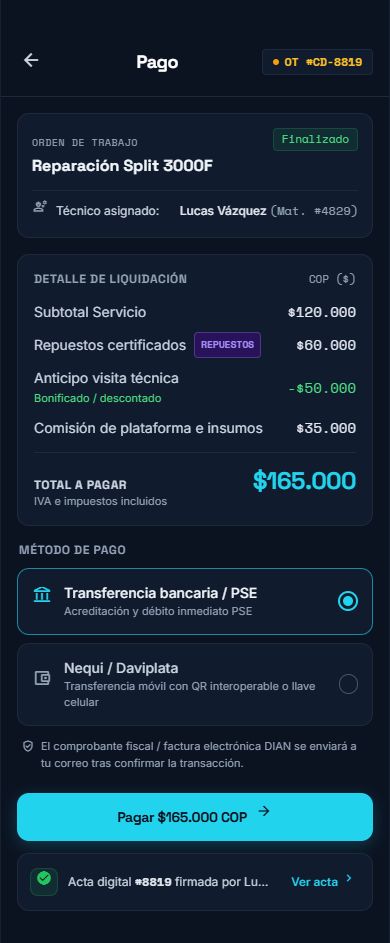 Pago
OT #CD-8819
ORDEN DE TRABAJO
Finalizado
Reparación Split 3000F
Técnico asignado: Lucas Vázquez (Mat. #4829)
DETALLE DE LIQUIDACIÓN COP ($)
Subtotal Servicio $120.000
Repuestos certificados REPUESTOS $60.000
Anticipo visita técnica -$50.000
Bonificado / descontado
Comisión de plataforma e insumos $35.000
TOTAL A PAGAR $165.000
IVA e impuestos incluidos
MÉTODO DE PAGO
Transferencia bancaria / PSE
Acreditación y débito inmediato PSE
Nequi / Daviplata
Transferencia móvil con QR interoperable o llave
celular
El comprobante fiscal / factura electrónica DIAN se enviará a
tu correo tras confirmar la transacción.
Pagar $165.000 COP →
Acta digital #8819 firmada por Lu... Ver acta >